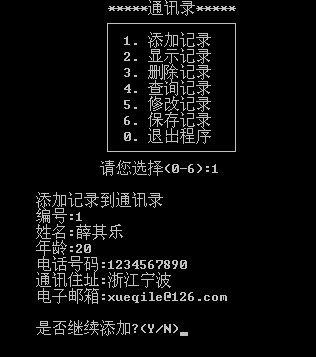 *****通讯录*****
1. 添加记录
2. 显示记录
3. 删除记录
4. 查询记录
5. 修改记录
6. 保存记录
0. 退出程序
请您选择(0-6):1
添加记录到通讯录
编号:1
姓名:薛其乐
年龄:20
电话号码:1234567890
通讯住址:浙江宁波
电子邮箱:xueqile@126.com
是否继续添加?(Y/N)_